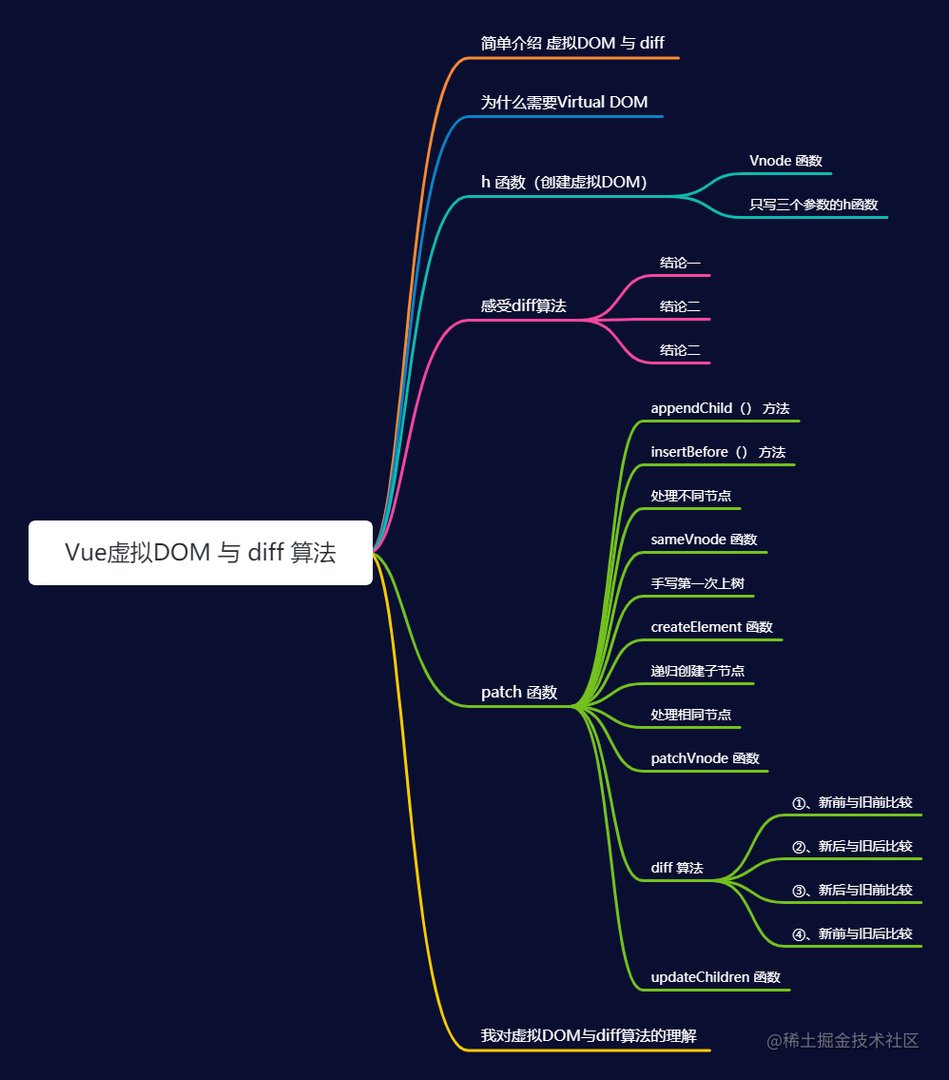 简单介绍 虚拟DOM 与 diff
为什么需要Virtual DOM
h 函数（创建虚拟DOM）
Vnode 函数
只写三个参数的h函数
感受diff算法
结论一
结论二
结论二
Vue虚拟DOM 与 diff 算法
patch 函数
appendChild（） 方法
insertBefore（） 方法
处理不同节点
sameVnode 函数
手写第一次上树
createElement 函数
递归创建子节点
处理相同节点
patchVnode 函数
diff 算法
①、新前与旧前比较
②、新后与旧后比较
③、新后与旧前比较
④、新前与旧后比较
updateChildren 函数
我对虚拟DOM与diff算法的理解
@稀土掘金技术社区